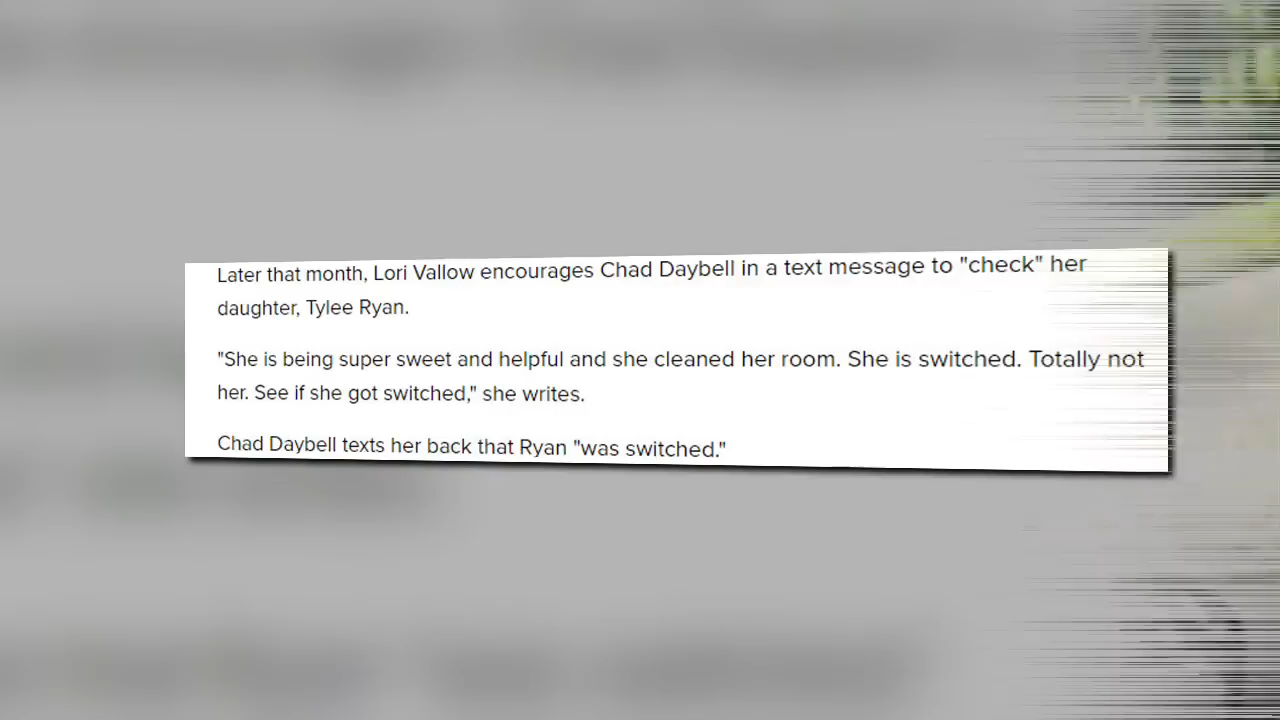 Later that month, Lori Vallow encourages Chad Daybell in a text message to "check" her
daughter, Tylee Ryan.
"She is being super sweet and helpful and she cleaned her room. She is switched. Totally not
her. See if she got switched," she writes.
Chad Daybell texts her back that Ryan "was switched."